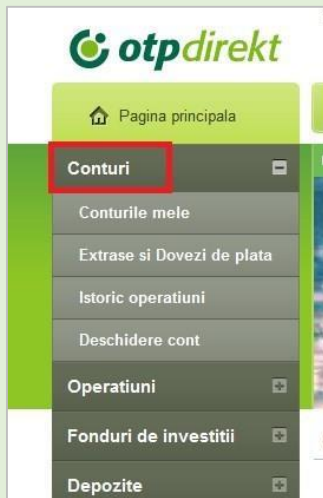 otpdirekt
Pagina principala
Conturi
Conturile mele
Extrase si Dovezi de plata
Istoric operatiuni
Deschidere cont
Operatiuni
Fonduri de investitii
Depozite